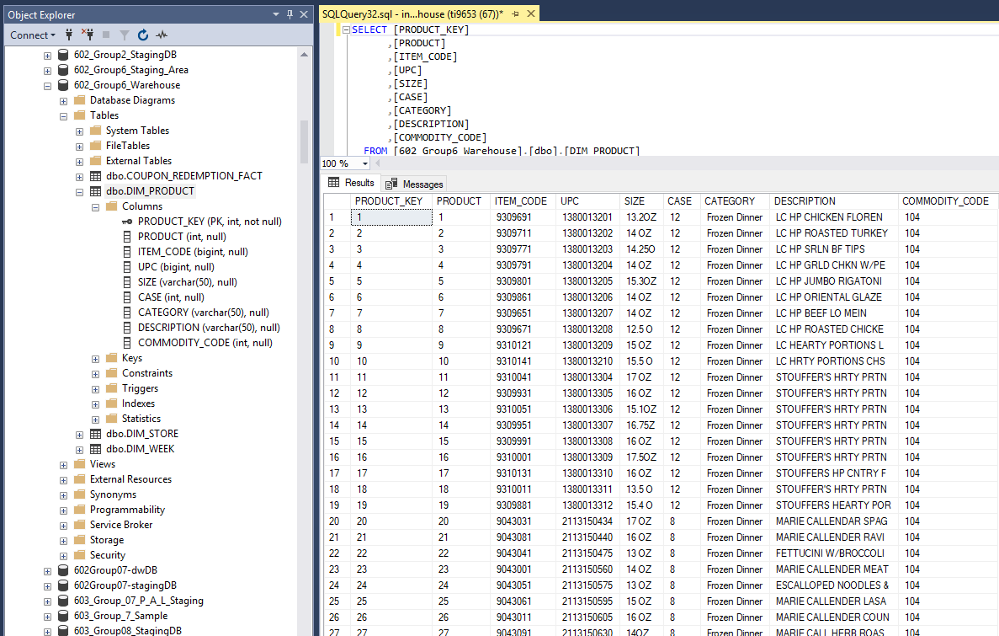 Object Explorer
Connect
602_Group2_StagingDB
602_Group6_Staging_Area
602_Group6_Warehouse
Database Diagrams
Tables
System Tables
FileTables
External Tables
dbo.COUPON_REDEMPTION_FACT
dbo.DIM_PRODUCT
Columns
PRODUCT_KEY (PK, int, not null)
PRODUCT (int, null)
ITEM_CODE (bigint, null)
UPC (bigint, null)
SIZE (varchar(50), null)
CASE (int, null)
CATEGORY (varchar(50), null)
DESCRIPTION (varchar(50), null)
COMMODITY_CODE (int, null)
Keys
Constraints
Triggers
Indexes
Statistics
dbo.DIM_STORE
dbo.DIM_WEEK
Views
External Resources
Synonyms
Programmability
Service Broker
Storage
Security
602Group07-dwDB
602Group07-stagingDB
603_Group_07_P_A_L_Staging
603_Group_7_Sample
603_Group08_StagingDB
SQLQuery32.sql - in...house (ti9653 (67))*
SELECT [PRODUCT_KEY]
,[PRODUCT]
,[ITEM_CODE]
,[UPC]
,[SIZE]
,[CASE]
,[CATEGORY]
,[DESCRIPTION]
,[COMMODITY_CODE]
FROM [602_Group6_Warehouse].[dbo].[DIM_PRODUCT]
100 %
Results Messages
PRODUCT_KEY PRODUCT ITEM_CODE UPC SIZE CASE CATEGORY DESCRIPTION COMMODITY_CODE
1 1 1 9309691 1380013201 13.2OZ 12 Frozen Dinner LC HP CHICKEN FLOREN 104
2 2 2 9309711 1380013202 14 OZ 12 Frozen Dinner LC HP ROASTED TURKEY 104
3 3 3 9309771 1380013203 14.25O 12 Frozen Dinner LC HP SRLN BF TIPS 104
4 4 4 9309791 1380013204 14 OZ 12 Frozen Dinner LC HP GRLD CHKN W/PE 104
5 5 5 9309801 1380013205 15.3OZ 12 Frozen Dinner LC HP JUMBO RIGATONI 104
6 6 6 9309861 1380013206 14 OZ 12 Frozen Dinner LC HP ORIENTAL GLAZE 104
7 7 7 9309651 1380013207 14 OZ 12 Frozen Dinner LC HP BEEF LO MEIN 104
8 8 8 9309671 1380013208 12.5 O 12 Frozen Dinner LC HP ROASTED CHICKE 104
9 9 9 9310121 1380013209 15 OZ 12 Frozen Dinner LC HEARTY PORTIONS L 104
10 10 10 9310141 1380013210 15.5 O 12 Frozen Dinner LC HRTY PORTIONS CHS 104
11 11 11 9310041 1380013304 17 OZ 12 Frozen Dinner STOUFFER'S HRTY PRTN 104
12 12 12 9309931 1380013305 16 OZ 12 Frozen Dinner STOUFFER'S HRTY PRTN 104
13 13 13 9310051 1380013306 15.1OZ 12 Frozen Dinner STOUFFER'S HRTY PRTN 104
14 14 14 9309951 1380013307 16.75Z 12 Frozen Dinner STOUFFER'S HRTY PRTN 104
15 15 15 9309991 1380013308 16 OZ 12 Frozen Dinner STOUFFER'S HRTY PRTN 104
16 16 16 9310001 1380013309 17.5OZ 12 Frozen Dinner STOUFFER'S HRTY PRTN 104
17 17 17 9310131 1380013310 16 OZ 12 Frozen Dinner STOUFFERS HP CNTRY F 104
18 18 18 9310011 1380013311 13.5 O 12 Frozen Dinner STOUFFER'S HRTY PRTN 104
19 19 19 9309881 1380013312 15.4 O 12 Frozen Dinner STOUFFERS HEARTY POR 104
20 20 20 9043031 2113150434 17 OZ 8 Frozen Dinner MARIE CALLENDAR SPAG 104
21 21 21 9043081 2113150440 16 OZ 8 Frozen Dinner MARIE CALLENDER RAVI 104
22 22 22 9043041 2113150475 13 OZ 8 Frozen Dinner FETTUCINI W/BROCCOLI 104
23 23 23 9043001 2113150560 14 OZ 8 Frozen Dinner MARIE CALLENDER MEAT 104
24 24 24 9043051 2113150575 13 OZ 8 Frozen Dinner ESCALLOPED NOODLES & 104
25 25 25 9043061 2113150595 15 OZ 8 Frozen Dinner MARIE CALLENDER LASA 104
26 26 26 9043011 2113150605 16 OZ 8 Frozen Dinner MARIE CALLENDER COUN 104
27 27 27 9043091 2113150630 14OZ 8 Frozen Dinner MARIE CALL HERB ROAS 104